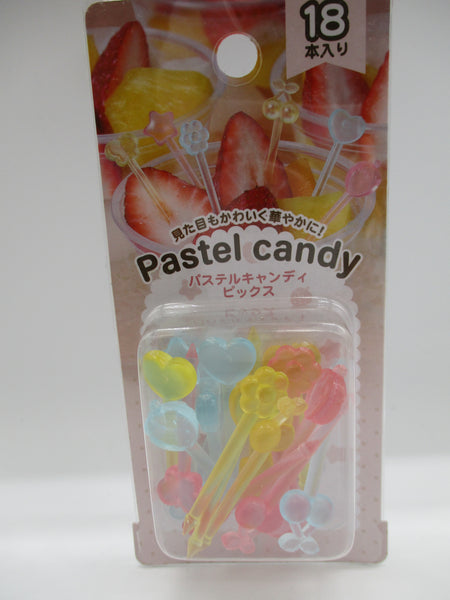 18
本入り
見た目もかわいく華やかに!
Pastel candy
パステルキャンディ
ピックス